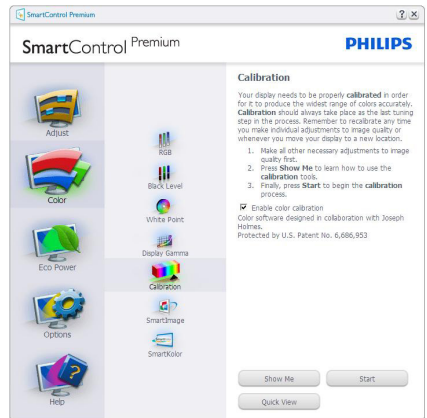 SmartControl Premium
SmartControl Premium
PHILIPS
Adjust
Color
Eco Power
Options
Help
RGB
Black Level
White Point
Display Gamma
Calibration
SmartImage
SmartKolor
Calibration
Your display needs to be properly calibrated in order
for it to produce the widest range of colors accurately.
Calibration should always take place as the last tuning
step in the process. Remember to recalibrate any time
you make individual adjustments to image quality or
whenever you move your display to a new location.
1. Make all other necessary adjustments to image
quality first.
2. Press Show Me to learn how to use the
calibration tools.
3. Finally, press Start to begin the calibration
process.
Enable color calibration
Color software designed in collaboration with Joseph
Holmes.
Protected by U.S. Patent No. 6,686,953
Show Me
Start
Quick View